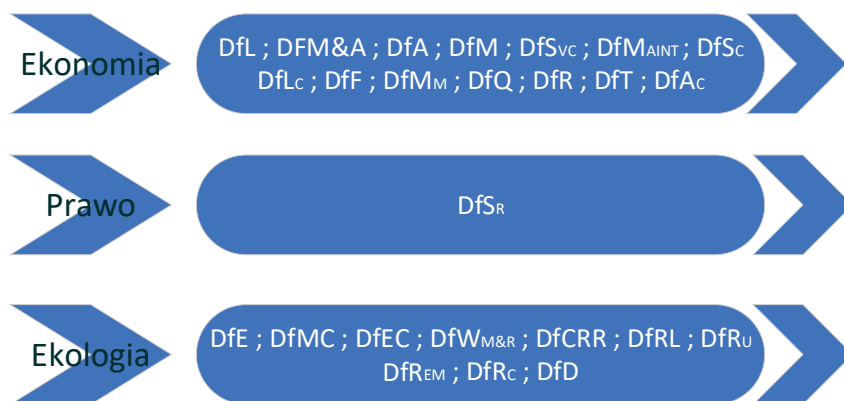 Ekonomia
DfL ; DFM&A ; DfA ; DfM ; DfSVC ; DfMAINT ; DfSC
DfLC ; DfF ; DfMM ; DfQ ; DfR ; DfT ; DfAC
Prawo
DfSR
Ekologia
DfE ; DfMC ; DfEC ; DfWM&R ; DfCRR ; DfRL ; DfRU
DfREM ; DfRC ; DfD